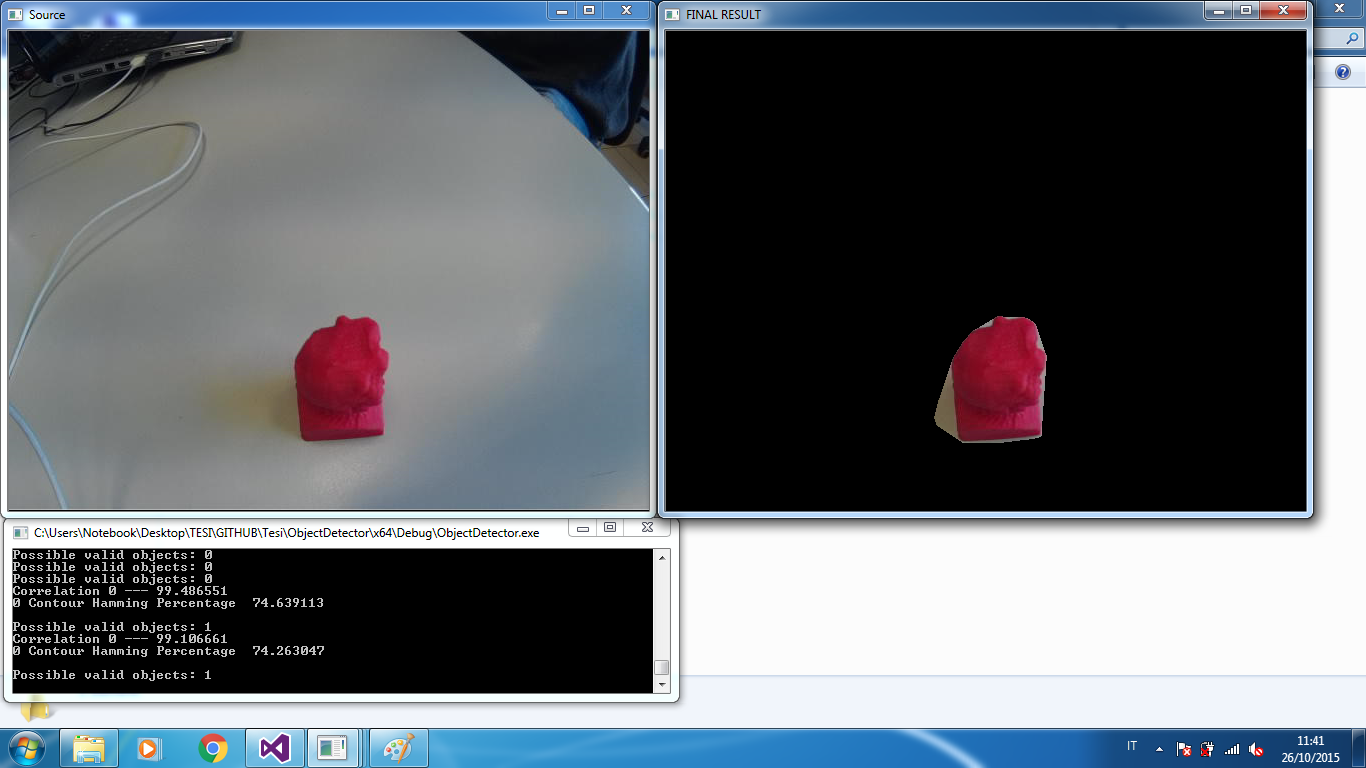 Source
FINAL RESULT
C:\Users\Notebook\Desktop\TESI\GITHUB\Tesi\ObjectDetector\x64\Debug\ObjectDetector.exe
Possible valid objects: 0
Possible valid objects: 0
Possible valid objects: 0
Correlation 0 --- 99.486551
0 Contour Hamming Percentage  74.639113
Possible valid objects: 1
Correlation 0 --- 99.106661
0 Contour Hamming Percentage  74.263047
Possible valid objects: 1
IT
11:41
26/10/2015